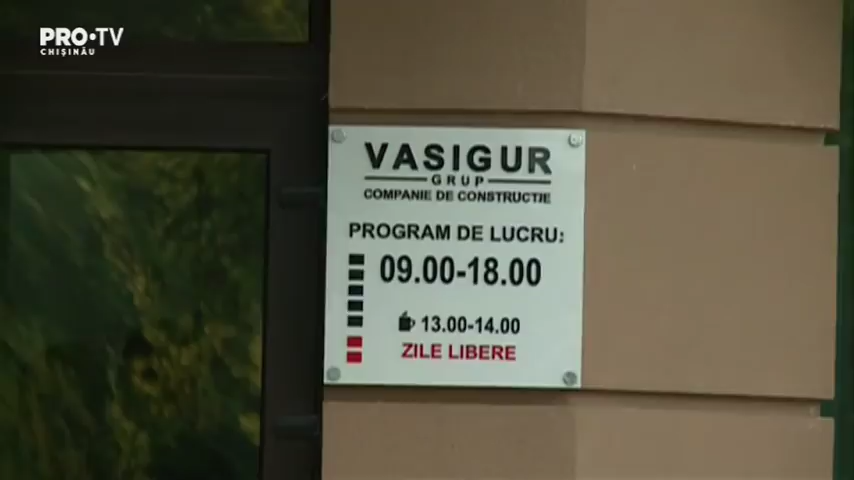 PRO•TV
CHIȘINĂU
VASIGUR
GRUP
COMPANIE DE CONSTRUCTIE
PROGRAM DE LUCRU:
09.00-18.00
13.00-14.00
ZILE LIBERE